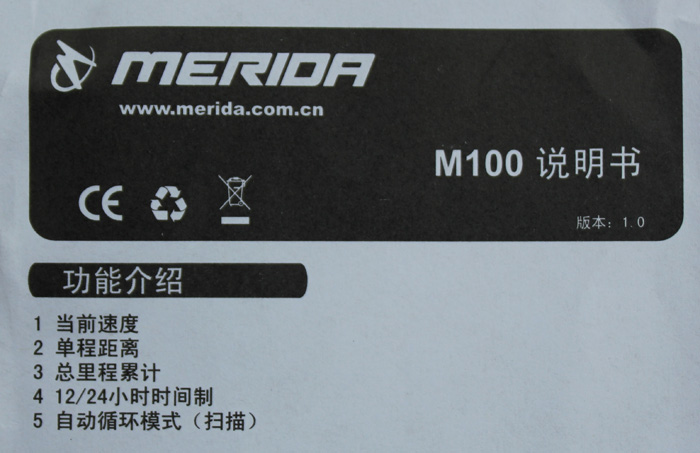 MERIDA
www.merida.com.cn
M100 说明书
CE
版本：1.0
功能介绍
1 当前速度
2 单程距离
3 总里程累计
4 12/24小时时间制
5 自动循环模式（扫描）